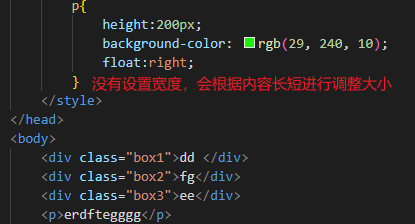 p{
height:200px;
background-color: rgb(29, 240, 10);
float:right;
} 没有设置宽度，会根据内容长短进行调整大小
</style>
</head>
<body>
<div class="box1">dd </div>
<div class="box2">fg</div>
<div class="box3">ee</div>
<p>erdftegggg</p>